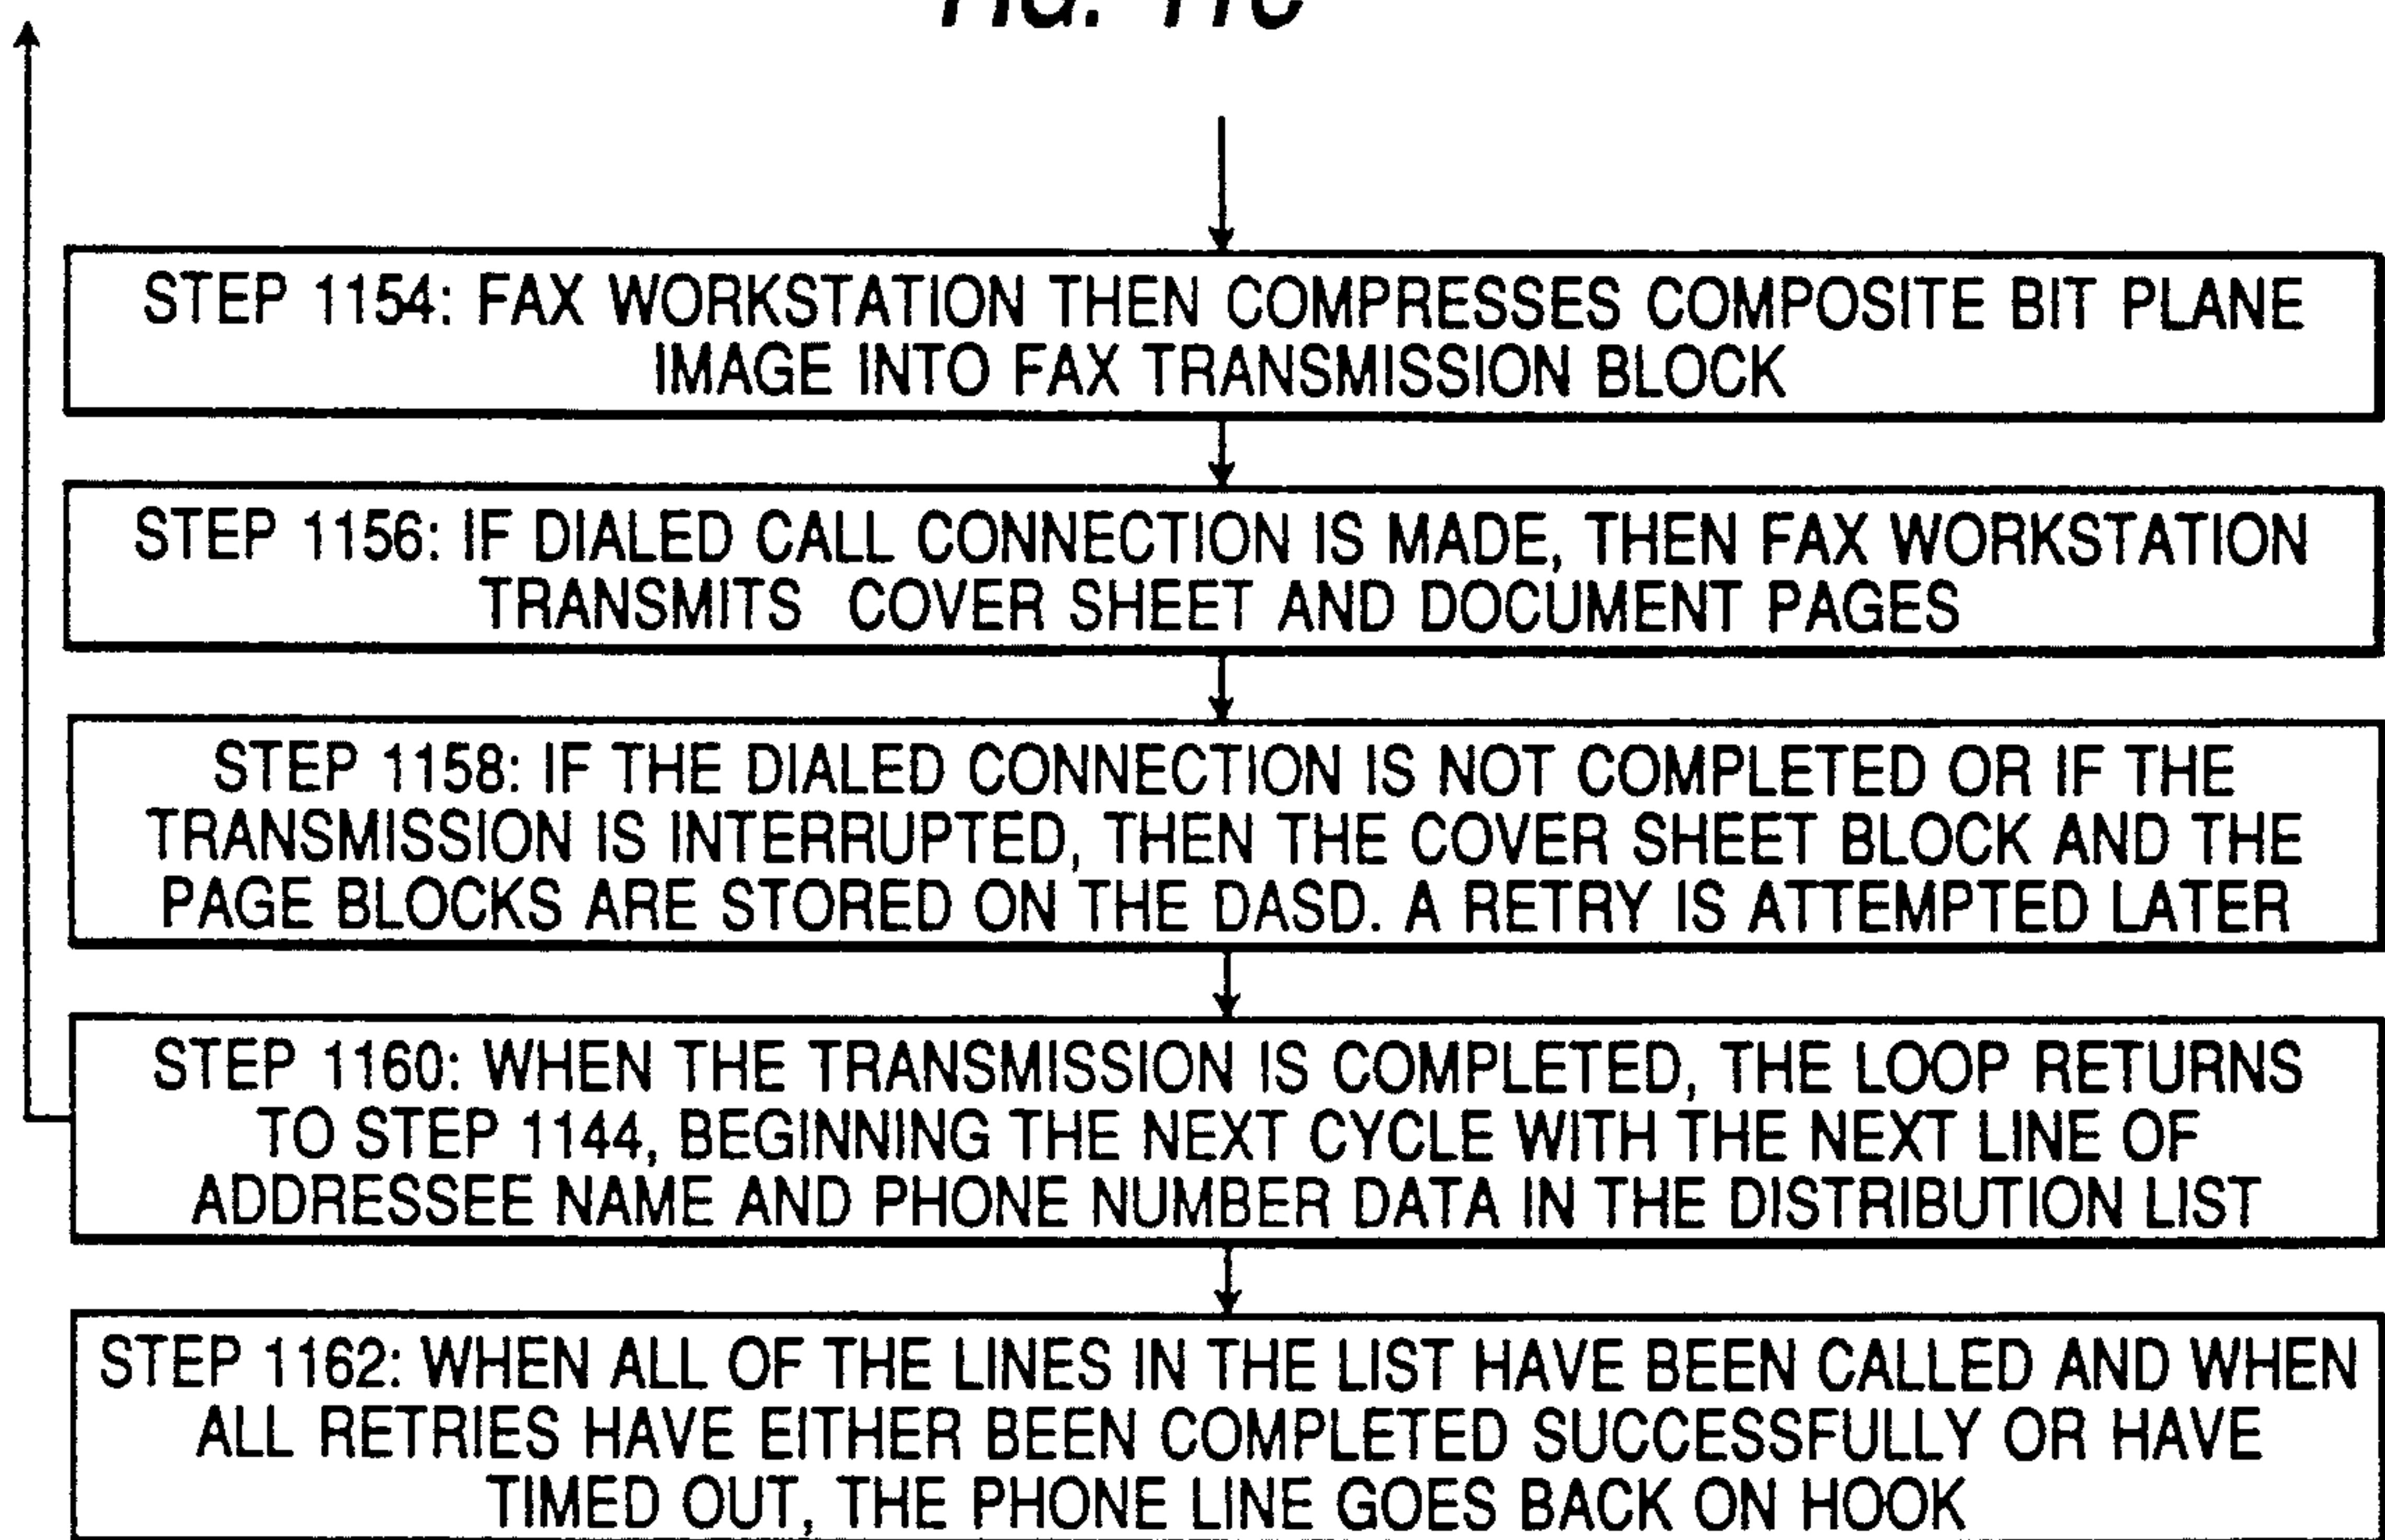 FIG. 11C
STEP 1154: FAX WORKSTATION THEN COMPRESSES COMPOSITE BIT PLANE
IMAGE INTO FAX TRANSMISSION BLOCK
STEP 1156: IF DIALED CALL CONNECTION IS MADE, THEN FAX WORKSTATION
TRANSMITS COVER SHEET AND DOCUMENT PAGES
STEP 1158: IF THE DIALED CONNECTION IS NOT COMPLETED OR IF THE
TRANSMISSION IS INTERRUPTED, THEN THE COVER SHEET BLOCK AND THE
PAGE BLOCKS ARE STORED ON THE DASD. A RETRY IS ATTEMPTED LATER
STEP 1160: WHEN THE TRANSMISSION IS COMPLETED, THE LOOP RETURNS
TO STEP 1144, BEGINNING THE NEXT CYCLE WITH THE NEXT LINE OF
ADDRESSEE NAME AND PHONE NUMBER DATA IN THE DISTRIBUTION LIST
STEP 1162: WHEN ALL OF THE LINES IN THE LIST HAVE BEEN CALLED AND WHEN
ALL RETRIES HAVE EITHER BEEN COMPLETED SUCCESSFULLY OR HAVE
TIMED OUT, THE PHONE LINE GOES BACK ON HOOK